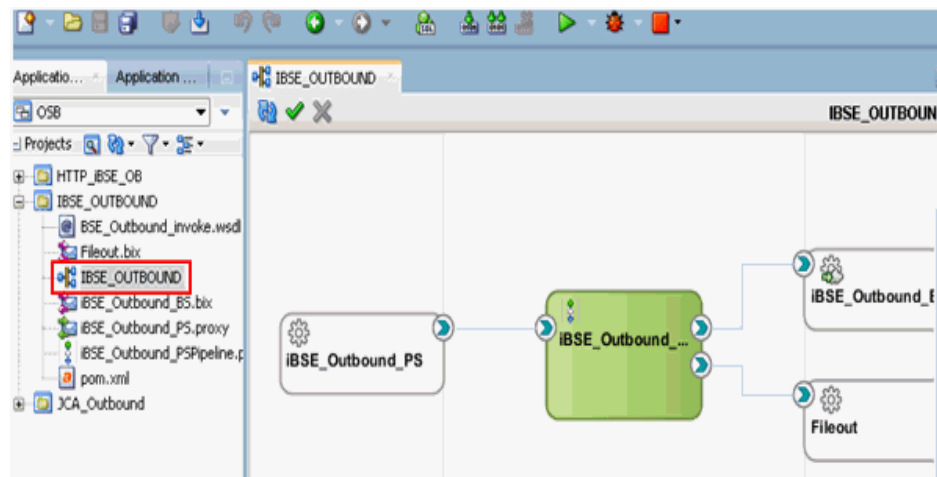 Applicatio...
Application ...
IBSE_OUTBOUND
OSB
IBSE_OUTBOUN
Projects
HTTP_iBSE_OB
IBSE_OUTBOUND
BSE_Outbound_invoke.wsdl
Fileout.bix
IBSE_OUTBOUND
iBSE_Outbound_BS.bix
iBSE_Outbound_PS.proxy
iBSE_Outbound_PSPipeline.p
pom.xml
JCA_Outbound
iBSE_Outbound_PS
iBSE_Outbound_...
iBSE_Outbound_B
Fileout